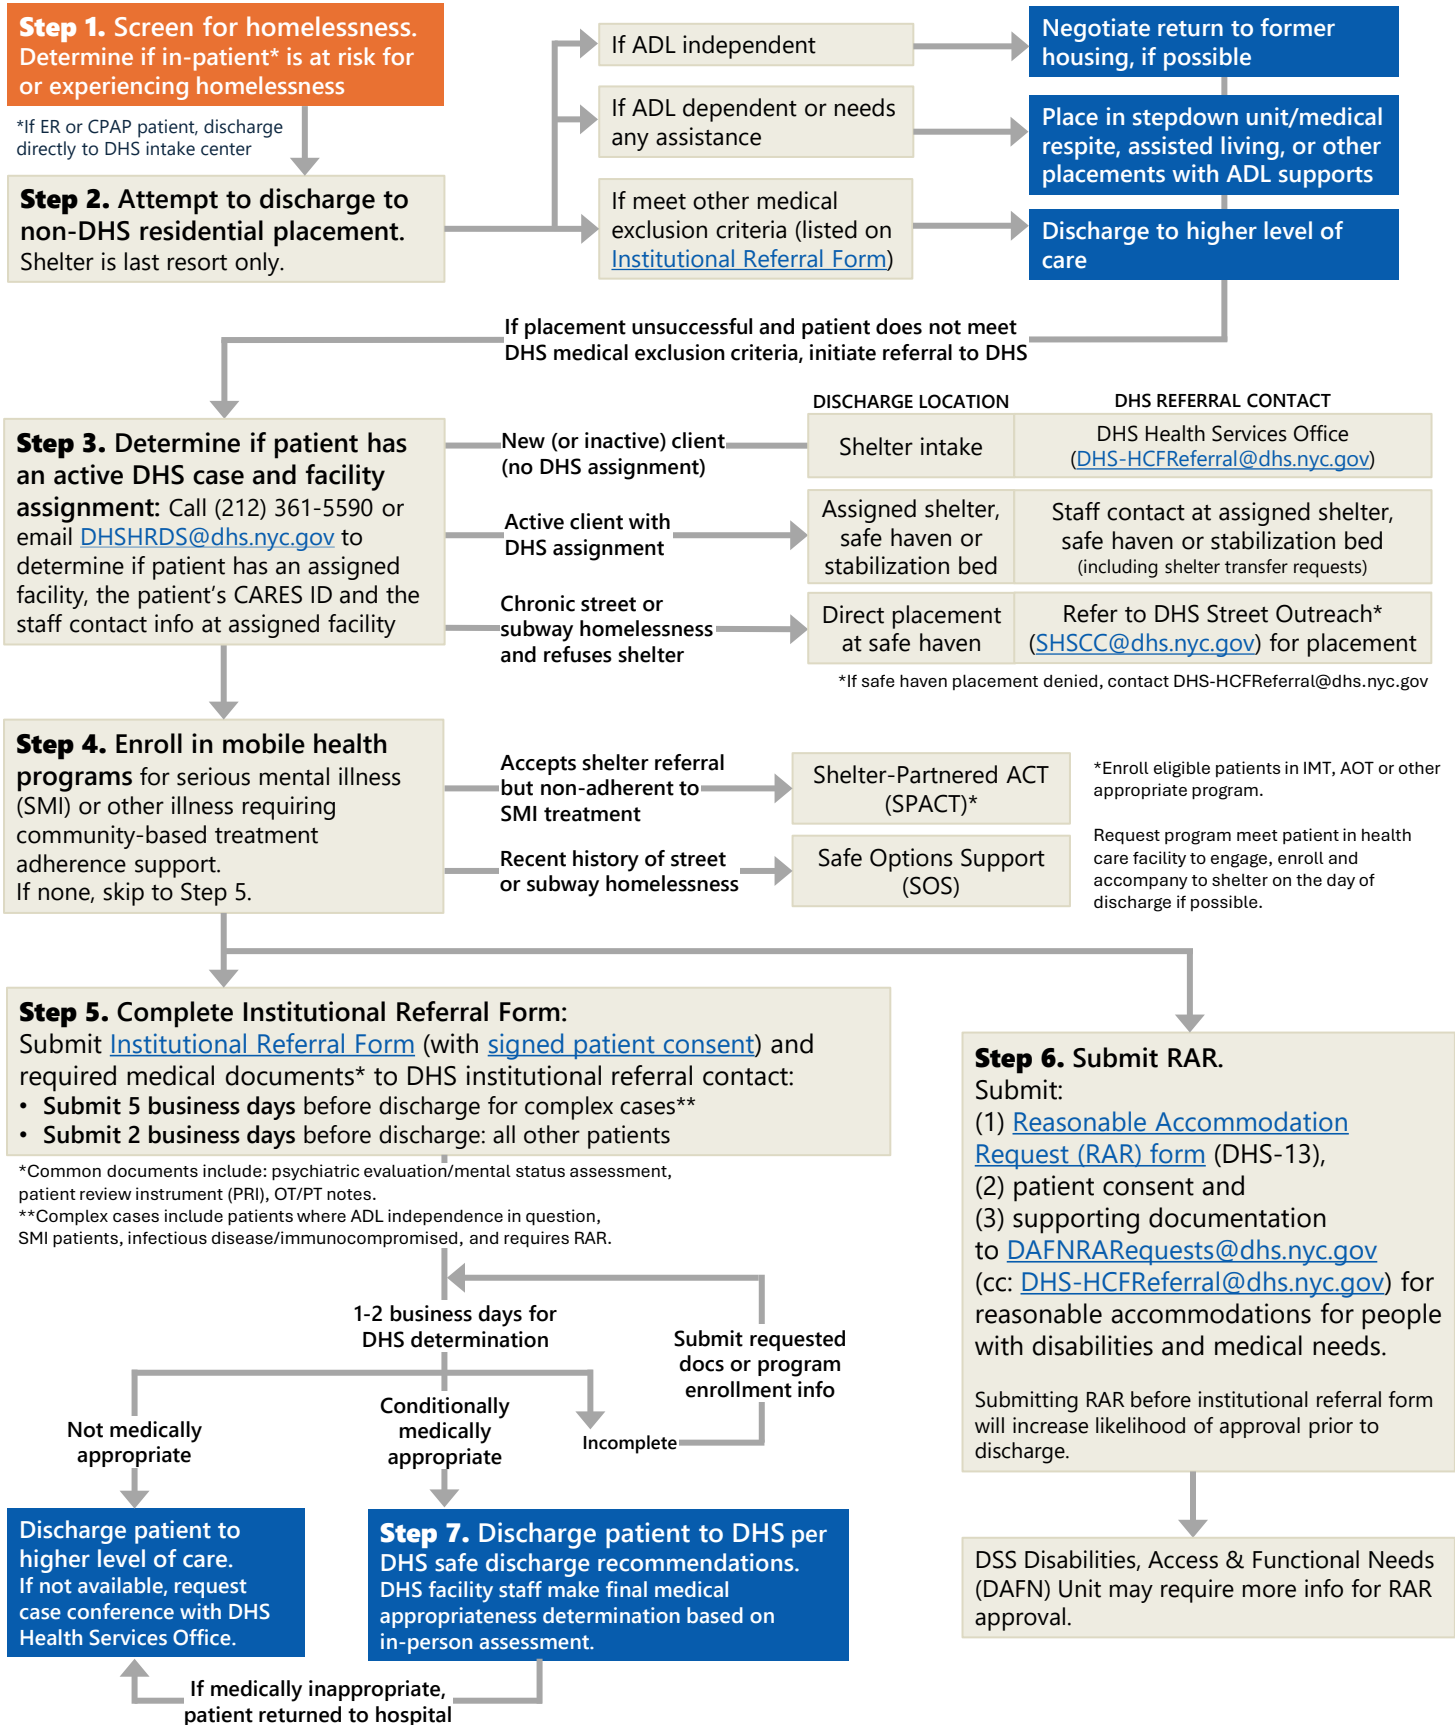 Step 1. Screen for homelessness.
Determine if in-patient* is at risk for
or experiencing homelessness
*If ER or CPAP patient, discharge
directly to DHS intake center
Step 2. Attempt to discharge to
non-DHS residential placement.
Shelter is last resort only.
If ADL independent
If ADL dependent or needs
any assistance
If meet other medical
exclusion criteria (listed on
Institutional Referral Form)
Negotiate return to former
housing, if possible
Place in stepdown unit/medical
respite, assisted living, or other
placements with ADL supports
Discharge to higher level of
care
If placement unsuccessful and patient does not meet
DHS medical exclusion criteria, initiate referral to DHS
Step 3. Determine if patient has
an active DHS case and facility
assignment: Call (212) 361-5590 or
email DHSHRDS@dhs.nyc.gov to
determine if patient has an assigned
facility, the patient's CARES ID and the
staff contact info at assigned facility
DISCHARGE LOCATION
DHS REFERRAL CONTACT
New (or inactive) client
(no DHS assignment)
Shelter intake
DHS Health Services Office
(DHS-HCFReferral@dhs.nyc.gov)
Active client with
DHS assignment
Assigned shelter,
safe haven or
stabilization bed
Staff contact at assigned shelter,
safe haven or stabilization bed
(including shelter transfer requests)
Chronic street or
subway homelessness
and refuses shelter
Direct placement
at safe haven
Refer to DHS Street Outreach*
(SHSCC@dhs.nyc.gov) for placement
*If safe haven placement denied, contact DHS-HCFReferral@dhs.nyc.gov
Step 4. Enroll in mobile health
programs for serious mental illness
(SMI) or other illness requiring
community-based treatment
adherence support.
If none, skip to Step 5.
Accepts shelter referral
but non-adherent to
SMI treatment
Shelter-Partnered ACT
(SPACT)*
Recent history of street
or subway homelessness
Safe Options Support
(SOS)
*Enroll eligible patients in IMT, AOT or other
appropriate program.
Request program meet patient in health
care facility to engage, enroll and
accompany to shelter on the day of
discharge if possible.
Step 5. Complete Institutional Referral Form:
Submit Institutional Referral Form (with signed patient consent) and
required medical documents* to DHS institutional referral contact:
• Submit 5 business days before discharge for complex cases**
• Submit 2 business days before discharge: all other patients
*Common documents include: psychiatric evaluation/mental status assessment,
patient review instrument (PRI), OT/PT notes.
**Complex cases include patients where ADL independence in question,
SMI patients, infectious disease/immunocompromised, and requires RAR.
1-2 business days for
DHS determination
Submit requested
docs or program
enrollment info
Not medically
appropriate
Conditionally
medically
appropriate
Incomplete
Discharge patient to
higher level of care.
If not available, request
case conference with DHS
Health Services Office.
Step 7. Discharge patient to DHS per
DHS safe discharge recommendations.
DHS facility staff make final medical
appropriateness determination based on
in-person assessment.
If medically inappropriate,
patient returned to hospital
Step 6. Submit RAR.
Submit:
(1) Reasonable Accommodation
Request (RAR) form (DHS-13),
(2) patient consent and
(3) supporting documentation
to DAFNRARequests@dhs.nyc.gov
(cc: DHS-HCFReferral@dhs.nyc.gov) for
reasonable accommodations for people
with disabilities and medical needs.
Submitting RAR before institutional referral form
will increase likelihood of approval prior to
discharge.
DSS Disabilities, Access & Functional Needs
(DAFN) Unit may require more info for RAR
approval.